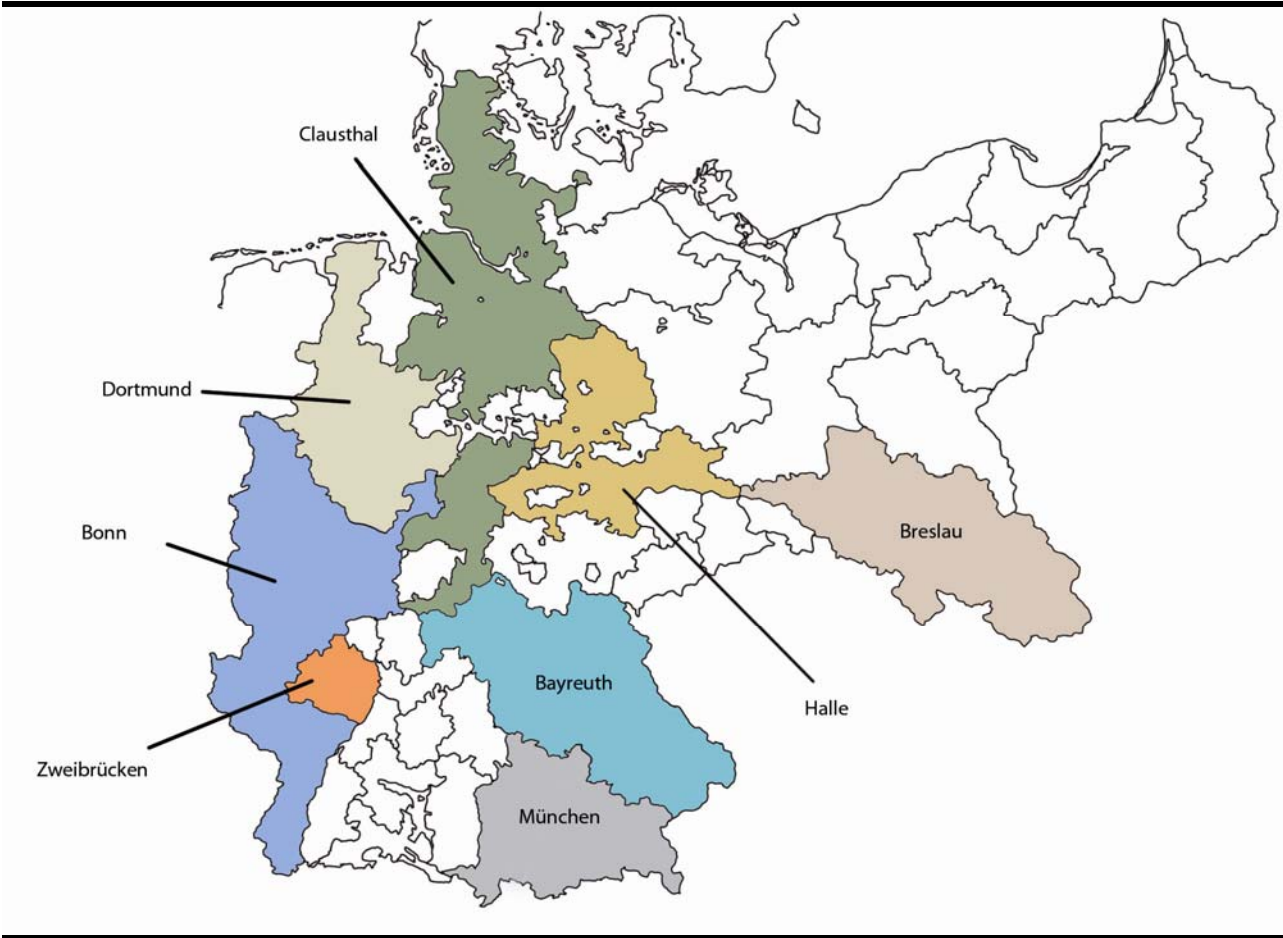 Clausthal
Dortmund
Bonn
Breslau
Bayreuth
Halle
Zweibrücken
München